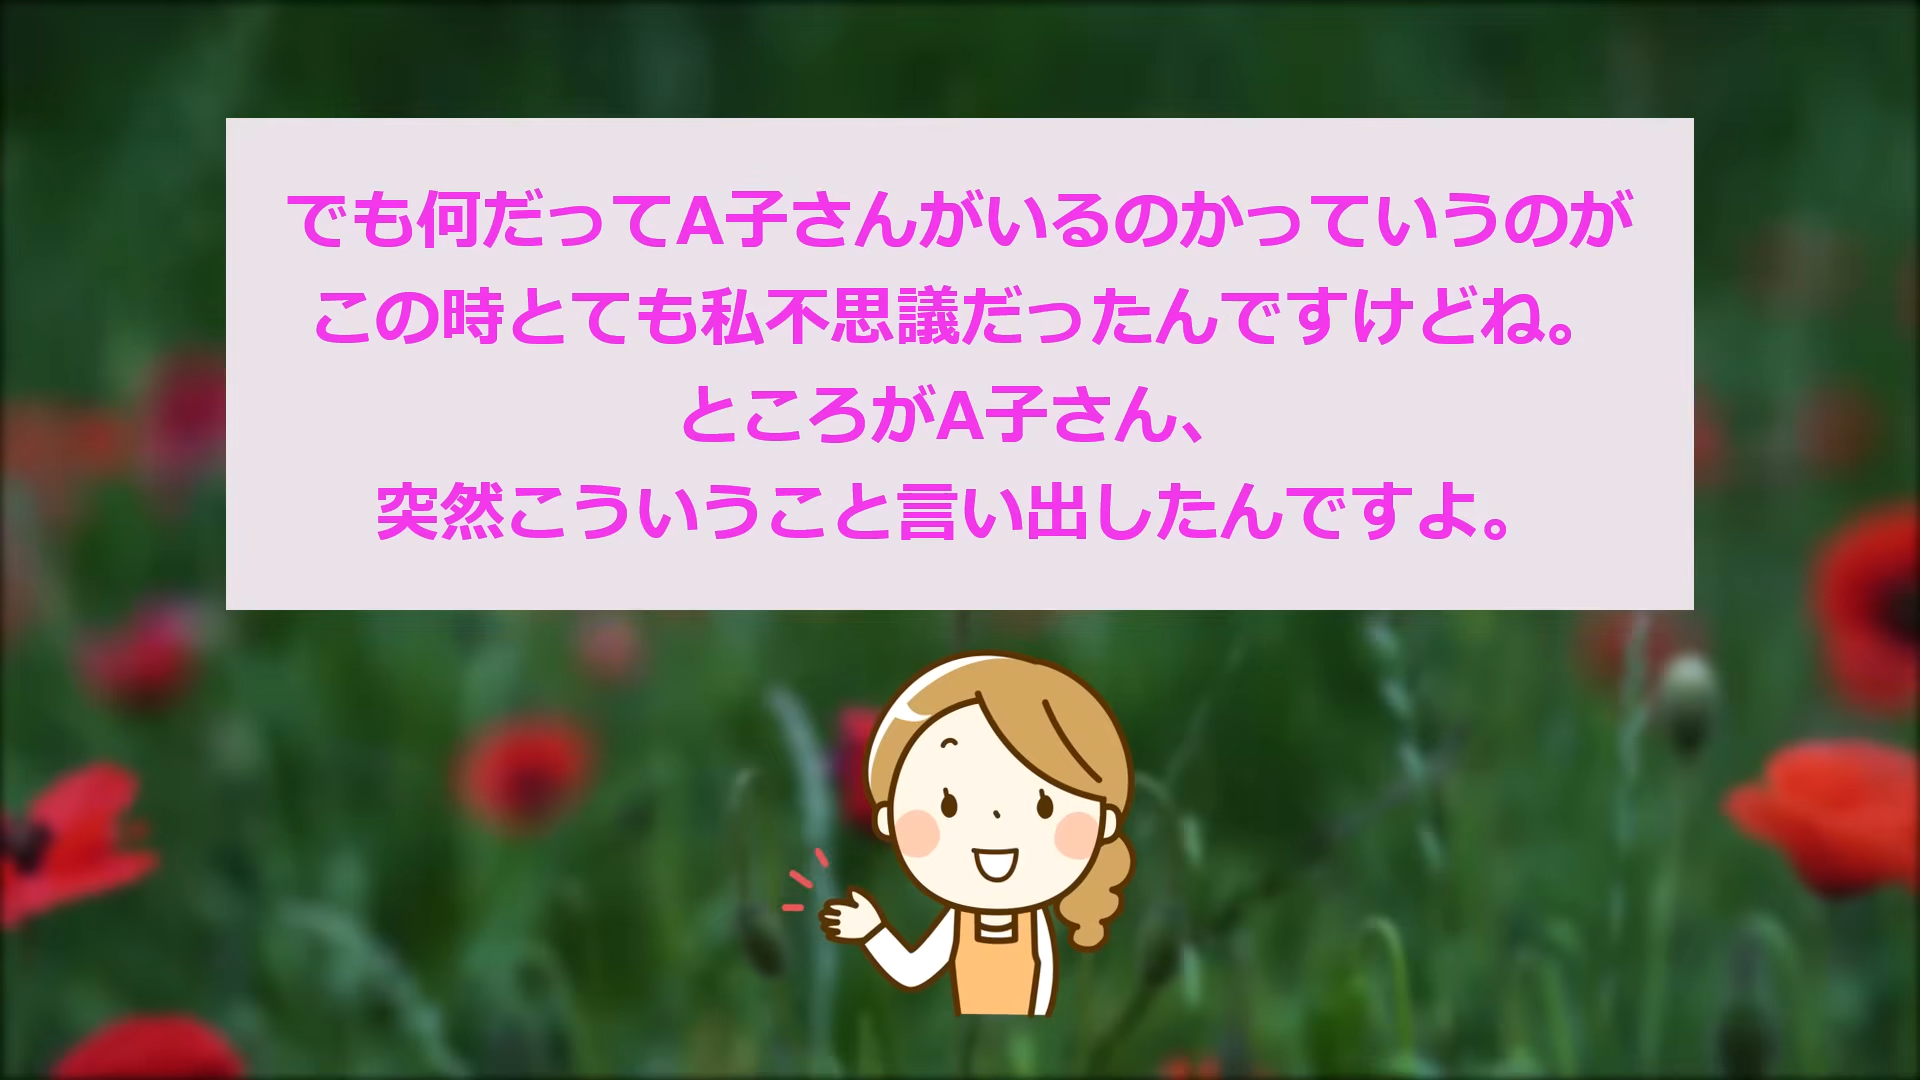 でも何だってA子さんがいるのかっていうのが
この時とても私不思議だったんですけどね。
ところがA子さん、
突然こういうこと言い出したんですよ。